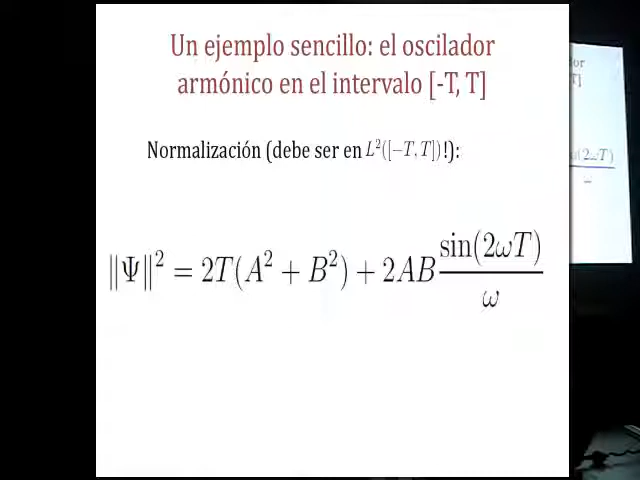 Un ejemplo sencillo: el oscilador
armónico en el intervalo [-T, T]
Normalización (debe ser en L²([−T, T])!):
‖Ψ‖² = 2T(A² + B²) + 2AB sin(2ωT)/ω